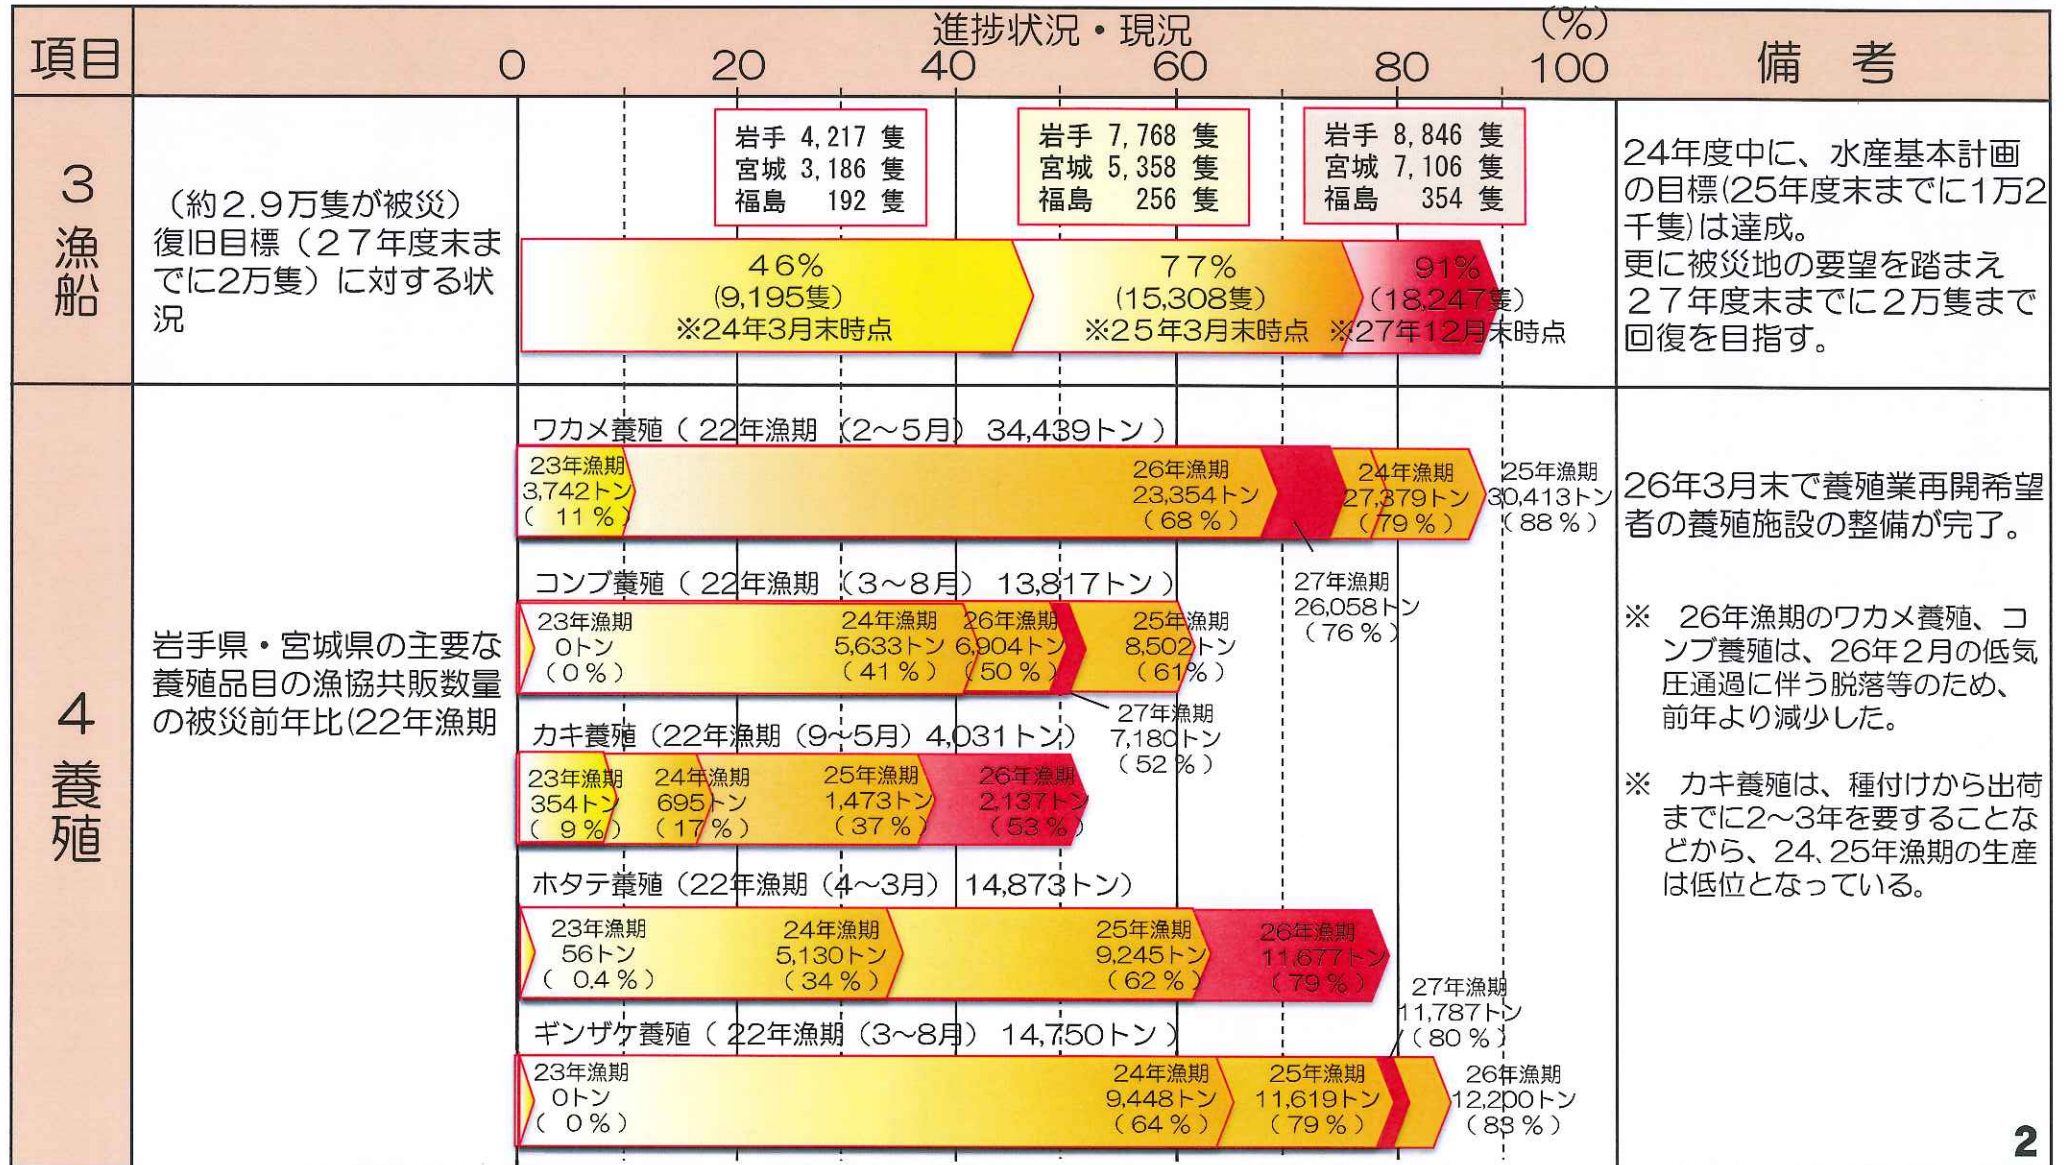 項目
進捗状況・現況
(%)
0 20 40 60 80 100
備 考
3
漁船
（約2.9万隻が被災）
復旧目標（27年度末ま
でに2万隻）に対する状
況
岩手 4,217 隻
宮城 3,186 隻
福島 192 隻
岩手 7,768 隻
宮城 5,358 隻
福島 256 隻
岩手 8,846 隻
宮城 7,106 隻
福島 354 隻
46%
(9,195隻)
※24年3月末時点
77%
(15,308隻)
※25年3月末時点
91%
(18,247隻)
※27年12月末時点
24年度中に、水産基本計画
の目標(25年度末までに1万2
千隻)は達成。
更に被災地の要望を踏まえ
27年度末までに2万隻まで
回復を目指す。
4
養殖
岩手県・宮城県の主要な
養殖品目の漁協共販数量
の被災前年比(22年漁期
ワカメ養殖（ 22年漁期 （2～5月） 34,439トン ）
23年漁期
3,742トン
( 11 % )
26年漁期
23,354トン
( 68 % )
24年漁期
27,379トン
( 79 % )
25年漁期
30,413トン
( 88 % )
27年漁期
26,058トン
( 76 % )
コンブ養殖（ 22年漁期 （3～8月） 13,817トン ）
23年漁期
0トン
( 0 % )
24年漁期
5,633トン
( 41 % )
26年漁期
6,904トン
( 50 % )
25年漁期
8,502トン
( 61% )
27年漁期
7,180トン
( 52 % )
カキ養殖（22年漁期（9～5月）4,031トン）
23年漁期
354トン
( 9 % )
24年漁期
695トン
( 17 % )
25年漁期
1,473トン
( 37 % )
26年漁期
2,137トン
( 53 % )
ホタテ養殖（22年漁期（4～3月） 14,873トン）
23年漁期
56トン
( 0.4 % )
24年漁期
5,130トン
( 34 % )
25年漁期
9,245トン
( 62 % )
26年漁期
11,677トン
( 79 % )
27年漁期
11,787トン
( 80 % )
ギンザケ養殖（ 22年漁期（3～8月） 14,750トン ）
23年漁期
0トン
( 0 % )
24年漁期
9,448トン
( 64 % )
25年漁期
11,619トン
( 79 % )
26年漁期
12,200トン
( 83 % )
26年3月末で養殖業再開希望
者の養殖施設の整備が完了。
※ 26年漁期のワカメ養殖、コ
ンブ養殖は、26年2月の低気
圧通過に伴う脱落等のため、
前年より減少した。
※ カキ養殖は、種付けから出荷
までに2～3年を要することな
どから、24、25年漁期の生産
は低位となっている。
2